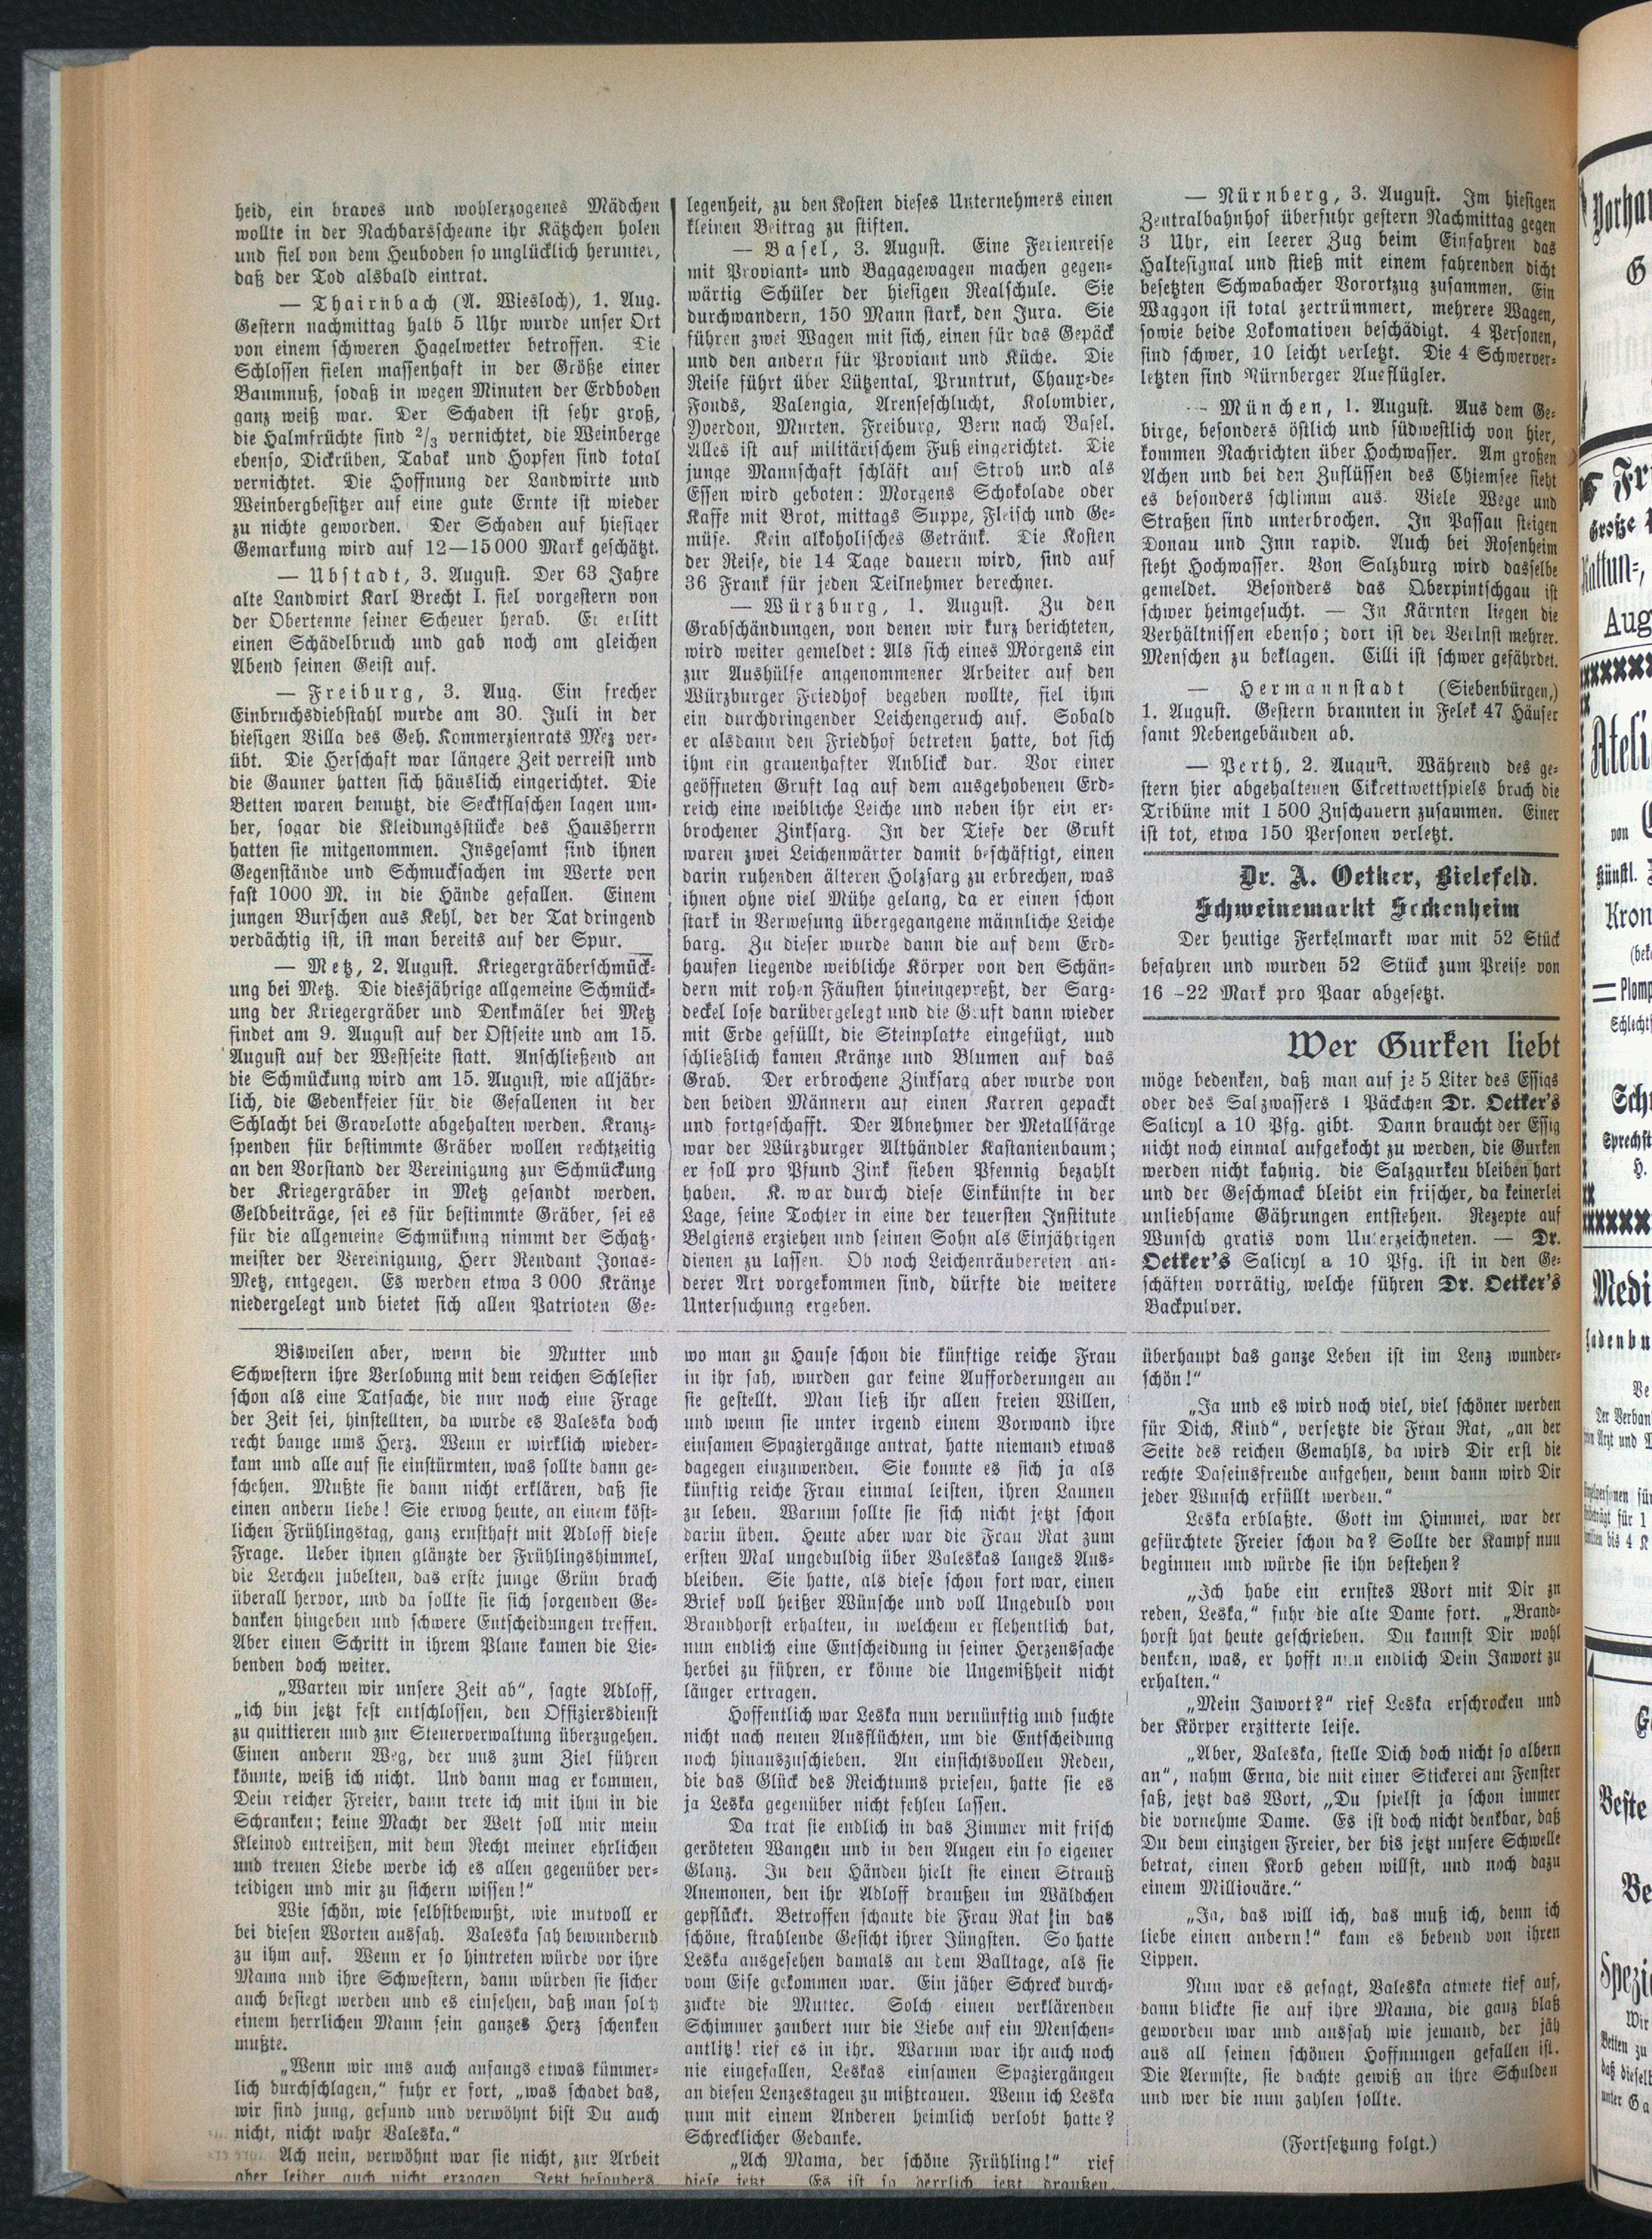 heid, ein braves und wohlerzogenes Mädchen
wollte in der Nachbarsscheune ihr Kätzchen holen
und fiel von dem Heuboden so unglücklich herunter,
daß der Tod alsbald eintrat.
— Thairnbach (A. Wiesloch), 1. Aug.
Gestern nachmittag halb 5 Uhr wurde unser Ort
von einem schweren Hagelwetter betroffen. Die
Schlossen fielen massenhaft in der Größe einer
Baumnuß, sodaß in wegen Minuten der Erdboden
ganz weiß war. Der Schaden ist sehr groß,
die Halmfrüchte sind 2/3 vernichtet, die Weinberge
ebenso, Dickrüben, Tabak und Hopfen sind total
vernichtet. Die Hoffnung der Landwirte und
Weinbergbesitzer auf eine gute Ernte ist wieder
zu nichte geworden. Der Schaden auf hiesiger
Gemarkung wird auf 12—15000 Mark geschätzt.
— Ubstadt, 3. August. Der 63 Jahre
alte Landwirt Karl Brecht I. fiel vorgestern von
der Obertenne seiner Scheuer herab. Er erlitt
einen Schädelbruch und gab noch am gleichen
Abend seinen Geist auf.
— Freiburg, 3. Aug. Ein frecher
Einbruchsdiebstahl wurde am 30. Juli in der
hiesigen Villa des Geh. Kommerzienrats Mez ver-
übt. Die Herschaft war längere Zeit verreist und
die Gauner hatten sich häuslich eingerichtet. Die
Betten waren benutzt, die Secktflaschen lagen um-
her, sogar die Kleidungsstücke des Hausherrn
hatten sie mitgenommen. Insgesamt sind ihnen
Gegenstände und Schmucksachen im Werte von
fast 1000 M. in die Hände gefallen. Einem
jungen Burschen aus Kehl, der der Tat dringend
verdächtig ist, ist man bereits auf der Spur.
— Metz, 2. August. Kriegergräberschmück-
ung bei Metz. Die diesjährige allgemeine Schmück-
ung der Kriegergräber und Denkmäler bei Metz
findet am 9. August auf der Ostseite und am 15.
August auf der Westseite statt. Anschließend an
die Schmückung wird am 15. August, wie alljähr-
lich, die Gedenkfeier für die Gefallenen in der
Schlacht bei Gravelotte abgehalten werden. Kranz-
spenden für bestimmte Gräber wollen rechtzeitig
an den Vorstand der Vereinigung zur Schmückung
der Kriegergräber in Metz gesandt werden.
Geldbeiträge, sei es für bestimmte Gräber, sei es
für die allgemeine Schmükung nimmt der Schatz-
meister der Vereinigung, Herr Rendant Jonas-
Metz, entgegen. Es werden etwa 3000 Kränze
niedergelegt und bietet sich allen Patrioten Ge-
legenheit, zu den Kosten dieses Unternehmers einen
kleinen Beitrag zu stiften.
— Basel, 3. August. Eine Ferienreise
mit Proviant- und Bagagewagen machen gegen-
wärtig Schüler der hiesigen Realschule. Sie
durchwandern, 150 Mann stark, den Jura. Sie
führen zwei Wagen mit sich, einen für das Gepäck
und den andern für Proviant und Küche. Die
Reise führt über Lützental, Pruntrut, Chaux-de-
Fonds, Valengia, Areuseschlucht, Kolombier,
Yverdon, Murten, Freiburg, Bern nach Basel.
Alles ist auf militärischem Fuß eingerichtet. Die
junge Mannschaft schläft auf Stroh und als
Essen wird geboten: Morgens Schokolade oder
Kaffe mit Brot, mittags Suppe, Fleisch und Ge-
müse. Kein alkoholisches Getränk. Die Kosten
der Reise, die 14 Tage dauern wird, sind auf
36 Frank für jeden Teilnehmer berechnet.
— Würzburg, 1. August. Zu den
Grabschändungen, von denen wir kurz berichteten,
wird weiter gemeldet: Als sich eines Morgens ein
zur Aushülfe angenommener Arbeiter auf den
Würzburger Friedhof begeben wollte, fiel ihm
ein durchdringender Leichengeruch auf. Sobald
er alsdann den Friedhof betreten hatte, bot sich
ihm ein grauenhafter Anblick dar. Vor einer
geöffneten Gruft lag auf dem ausgehobenen Erd-
reich eine weibliche Leiche und neben ihr ein er-
brochener Zinksarg. In der Tiefe der Gruft
waren zwei Leichenwärter damit beschäftigt, einen
darin ruhenden älteren Holzsarg zu erbrechen, was
ihnen ohne viel Mühe gelang, da er einen schon
stark in Verwesung übergegangene männliche Leiche
barg. Zu dieser wurde dann die auf dem Erd-
haufen liegende weibliche Körper von den Schän-
dern mit rohen Fäusten hineingepreßt, der Sarg-
deckel lose darübergelegt und die Gruft dann wieder
mit Erde gefüllt, die Steinplatte eingefügt, und
schließlich kamen Kränze und Blumen auf das
Grab. Der erbrochene Zinksarg aber wurde von
den beiden Männern auf einen Karren gepackt
und fortgeschafft. Der Abnehmer der Metallsärge
war der Würzburger Althändler Kastanienbaum;
er soll pro Pfund Zink sieben Pfennig bezahlt
haben. K. war durch diese Einkünfte in der
Lage, seine Tochter in eine der teuersten Institute
Belgiens erziehen und seinen Sohn als Einjährigen
dienen zu lassen. Ob noch Leichenräubereien an-
derer Art vorgekommen sind, dürfte die weitere
Untersuchung ergeben.
— Nürnberg, 3. August. Im hiesigen
Zentralbahnhof überfuhr gestern Nachmittag gegen
3 Uhr, ein leerer Zug beim Einfahren das
Haltesignal und stieß mit einem fahrenden dicht
besetzten Schwabacher Vorortzug zusammen. Ein
Waggon ist total zertrümmert, mehrere Wagen,
sowie beide Lokomativen beschädigt. 4 Personen,
sind schwer, 10 leicht verletzt. Die 4 Schwerver-
letzten sind Nürnberger Ausflügler.
— München, 1. August. Aus dem Ge-
birge, besonders östlich und südwestlich von hier,
kommen Nachrichten über Hochwasser. Am großen
Achen und bei den Zuflüssen des Chiemsee sieht
es besonders schlimm aus. Viele Wege und
Straßen sind unterbrochen. In Passau steigen
Donau und Inn rapid. Auch bei Rosenheim
steht Hochwasser. Von Salzburg wird dasselbe
gemeldet. Besonders das Oberpintschgau ist
schwer heimgesucht. — In Kärnten liegen die
Verhältnissen ebenso; dort ist der Verlnst mehrer.
Menschen zu beklagen. Cilli ist schwer gefährdet.
— Hermannstadt (Siebenbürgen,)
1. August. Gestern brannten in Felek 47 Häuser
samt Nebengebäuden ab.
— Perth, 2. August. Während des ge-
stern hier abgehaltenen Cikrettwettspiels brach die
Tribüne mit 1500 Znschauern zusammen. Einer
ist tot, etwa 150 Personen verletzt.
Dr. A. Oetker, Bielefeld.
Schweinemarkt Seckenheim
Der heutige Ferkelmarkt war mit 52 Stück
befahren und wurden 52 Stück zum Preise von
16 –22 Mark pro Paar abgesetzt.
Wer Gurken liebt
möge bedenken, daß man auf je 5 Liter des Essigs
oder des Salzwassers 1 Päckchen Dr. Oetker's
Salicyl a 10 Pfg. gibt. Dann braucht der Essig
nicht noch einmal aufgekocht zu werden, die Gurken
werden nicht kahnig. die Salzgurken bleiben hart
und der Geschmack bleibt ein frischer, da keinerlei
unliebsame Gährungen entstehen. Rezepte auf
Wunsch gratis vom Unterzeichneten. — Dr.
Oetker's Salicyl a 10 Pfg. ist in den Ge-
schäften vorrätig, welche führen Dr. Oetker's
Backpulver.
Bisweilen aber, wenn die Mutter und
Schwestern ihre Verlobung mit dem reichen Schlesier
schon als eine Tatsache, die nur noch eine Frage
der Zeit sei, hinstellten, da wurde es Valeska doch
recht bange ums Herz. Wenn er wirklich wieder-
kam und alle auf sie einstürmten, was sollte dann ge-
schehen. Mußte sie dann nicht erklären, daß sie
einen andern liebe! Sie erwog heute, an einem köst-
lichen Frühlingstag, ganz ernsthaft mit Adloff diese
Frage. Ueber ihnen glänzte der Frühlingshimmel,
die Lerchen jubelten, das erste junge Grün brach
überall hervor, und da sollte sie sich sorgenden Ge-
danken hingeben und schwere Entscheidungen treffen.
Aber einen Schritt in ihrem Plane kamen die Lie-
benden doch weiter.
„Warten wir unsere Zeit ab“, sagte Adloff,
„ich bin jetzt fest entschlossen, den Offiziersdienst
zu quittieren und zur Steuerverwaltung überzugehen.
Einen andern Weg, der uns zum Ziel führen
könnte, weiß ich nicht. Und dann mag er kommen,
Dein reicher Freier, dann trete ich mit ihm in die
Schranken; keine Macht der Welt soll mir mein
Kleinod entreißen, mit dem Recht meiner ehrlichen
und treuen Liebe werde ich es allen gegenüber ver-
teidigen und mir zu sichern wissen!“
Wie schön, wie selbstbewußt, wie mutvoll er
bei diesen Worten aussah. Valeska sah bewundernd
zu ihm auf. Wenn er so hintreten würde vor ihre
Mama und ihre Schwestern, dann würden sie sicher
auch besiegt werden und es einsehen, daß man solch
einem herrlichen Mann sein ganzes Herz schenken
mußte.
„Wenn wir uns auch anfangs etwas kümmer-
lich durchschlagen,“ fuhr er fort, „was schadet das,
wir sind jung, gesund und verwöhnt bist Du auch
nicht, nicht wahr Valeska.“
Ach nein, verwöhnt war sie nicht, zur Arbeit
aber leider auch nicht erzogen. Jetzt besonders,
wo man zu Hause schon die künftige reiche Frau
in ihr sah, wurden gar keine Aufforderungen an
sie gestellt. Man ließ ihr allen freien Willen,
und wenn sie unter irgend einem Vorwand ihre
einsamen Spaziergänge antrat, hatte niemand etwas
dagegen einzuwenden. Sie konnte es sich ja als
künftig reiche Frau einmal leisten, ihren Launen
zu leben. Warum sollte sie sich nicht jetzt schon
darin üben. Heute aber war die Frau Rat zum
ersten Mal ungeduldig über Valeskas langes Aus-
bleiben. Sie hatte, als diese schon fort war, einen
Brief voll heißer Wünsche und voll Ungeduld von
Brandhorst erhalten, in welchem er flehentlich bat,
nun endlich eine Entscheidung in seiner Herzenssache
herbei zu führen, er könne die Ungewißheit nicht
länger ertragen.
Hoffentlich war Leska nun vernünftig und suchte
nicht nach neuen Ausflüchten, um die Entscheidung
noch hinauszuschieben. An einsichtsvollen Reden,
die das Glück des Reichtums priesen, hatte sie es
ja Leska gegenüber nicht fehlen lassen.
Da trat sie endlich in das Zimmer mit frisch
geröteten Wangen und in den Augen ein so eigener
Glanz. In den Händen hielt sie einen Strauß
Anemonen, den ihr Adloff draußen im Wäldchen
gepflückt. Betroffen schaute die Frau Rat in das
schöne, strahlende Gesicht ihrer Jüngsten. So hatte
Leska ausgesehen damals an dem Balltage, als sie
vom Eise gekommen war. Ein jäher Schreck durch-
zuckte die Mutter. Solch einen verklärenden
Schimmer zaubert nur die Liebe auf ein Menschen-
antlitz! rief es in ihr. Warum war ihr auch noch
nie eingefallen, Leskas einsamen Spaziergängen
an diesen Lenzestagen zu mißtrauen. Wenn ich Leska
nun mit einem Anderen heimlich verlobt hatte?
Schrecklicher Gedanke.
„Ach Mama, der schöne Frühling!“ rief
diese jetzt. Es ist so herrlich jetzt draußen,
überhaupt das ganze Leben ist im Lenz wunder-
schön!“
„Ja und es wird noch viel, viel schöner werden
für Dich, Kind“, versetzte die Frau Rat, „an der
Seite des reichen Gemahls, da wird Dir erst die
rechte Daseinsfreude aufgehen, denn dann wird Dir
jeder Wunsch erfüllt werden.“
Leska erblaßte. Gott im Himmei, war der
gefürchtete Freier schon da? Sollte der Kampf nun
beginnen und würde sie ihn bestehen?
„Ich habe ein ernstes Wort mit Dir zu
reden, Leska,“ fuhr die alte Dame fort. „Brand-
horst hat heute geschrieben. Du kannst Dir wohl
denken, was, er hofft nun endlich Dein Jawort zu
erhalten.“
„Mein Jawort?“ rief Leska erschrocken und
der Körper erzitterte leise.
„Aber, Valeska, stelle Dich doch nicht so albern
an“, nahm Erna, die mit einer Stickerei am Fenster
saß, jetzt das Wort, „Du spielst ja schon immer
die vornehme Dame. Es ist doch nicht denkbar, daß
Du dem einzigen Freier, der bis jetzt unsere Schwelle
betrat, einen Korb geben willst, und noch dazu
einem Millionäre.“
„Ja, das will ich, das muß ich, denn ich
liebe einen andern!“ kam es bebend von ihren
Lippen.
Nun war es gesagt, Valeska atmete tief auf,
dann blickte sie auf ihre Mama, die ganz blaß
geworden war und aussah wie jemand, der jäh
aus all seinen schönen Hoffnungen gefallen ist.
Die Aermste, sie dachte gewiß an ihre Schulden
und wer die nun zahlen sollte.
(Fortsetzung folgt.)